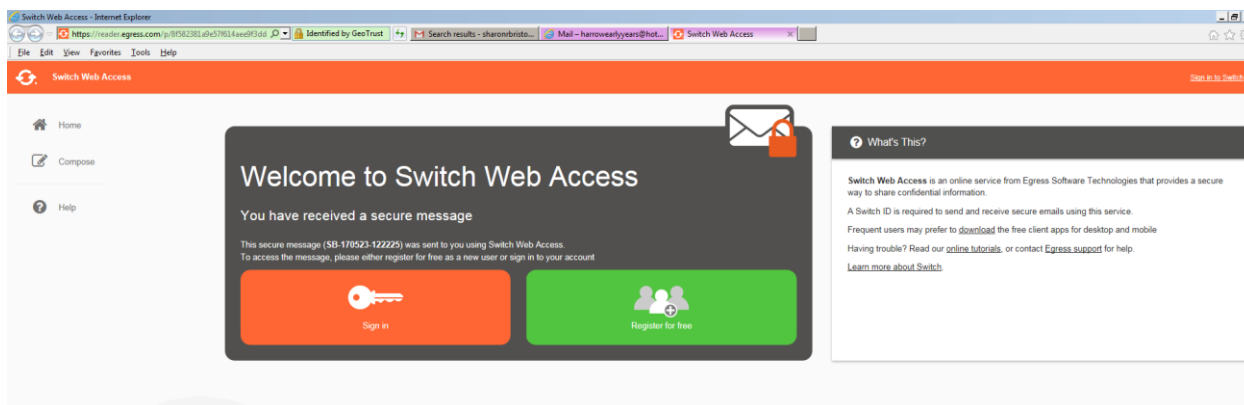 Switch Web Access - Internet Explorer
https://reader.egress.com/p/8f582381a9e57f614aee9f3dd
Identified by GeoTrust
Search results - sharonrbristo...
Mail – harrowearlyyears@hot...
Switch Web Access
File Edit View Favorites Tools Help
Switch Web Access
Sign in to Switch
Home
Compose
Help
Welcome to Switch Web Access
You have received a secure message
This secure message (SB-170523-122225) was sent to you using Switch Web Access.
To access the message, please either register for free as a new user or sign in to your account
Sign in
Register for free
What's This?
Switch Web Access is an online service from Egress Software Technologies that provides a secure
way to share confidential information.
A Switch ID is required to send and receive secure emails using this service.
Frequent users may prefer to download the free client apps for desktop and mobile
Having trouble? Read our online tutorials, or contact Egress support for help.
Learn more about Switch.